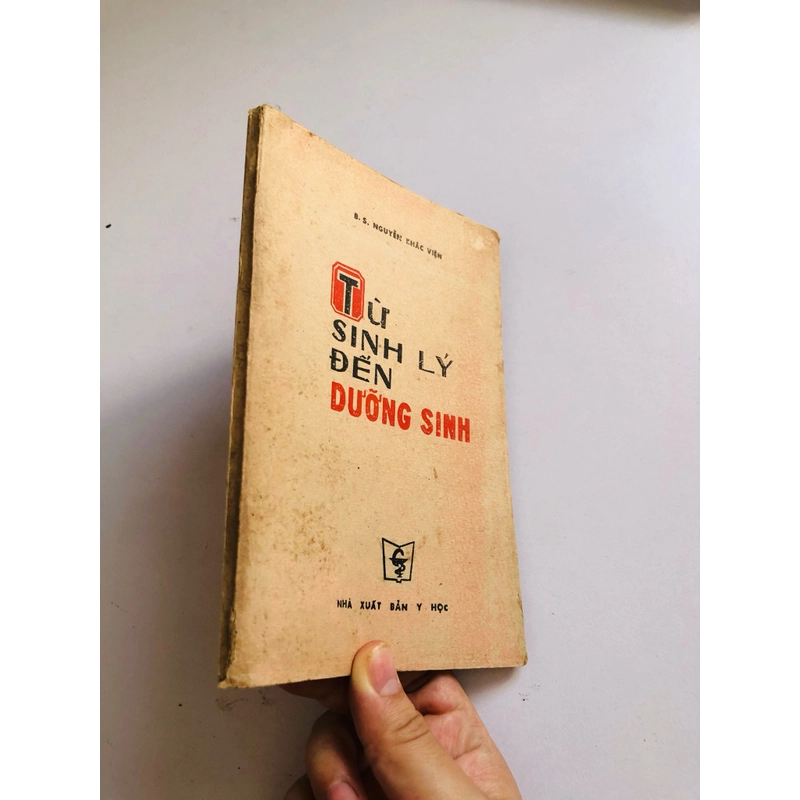 B.S. NGUYỄN KHẮC VIỆN
TỪ
SINH LÝ
ĐẾN
DƯỠNG SINH
NHÀ XUẤT BẢN Y HỌC